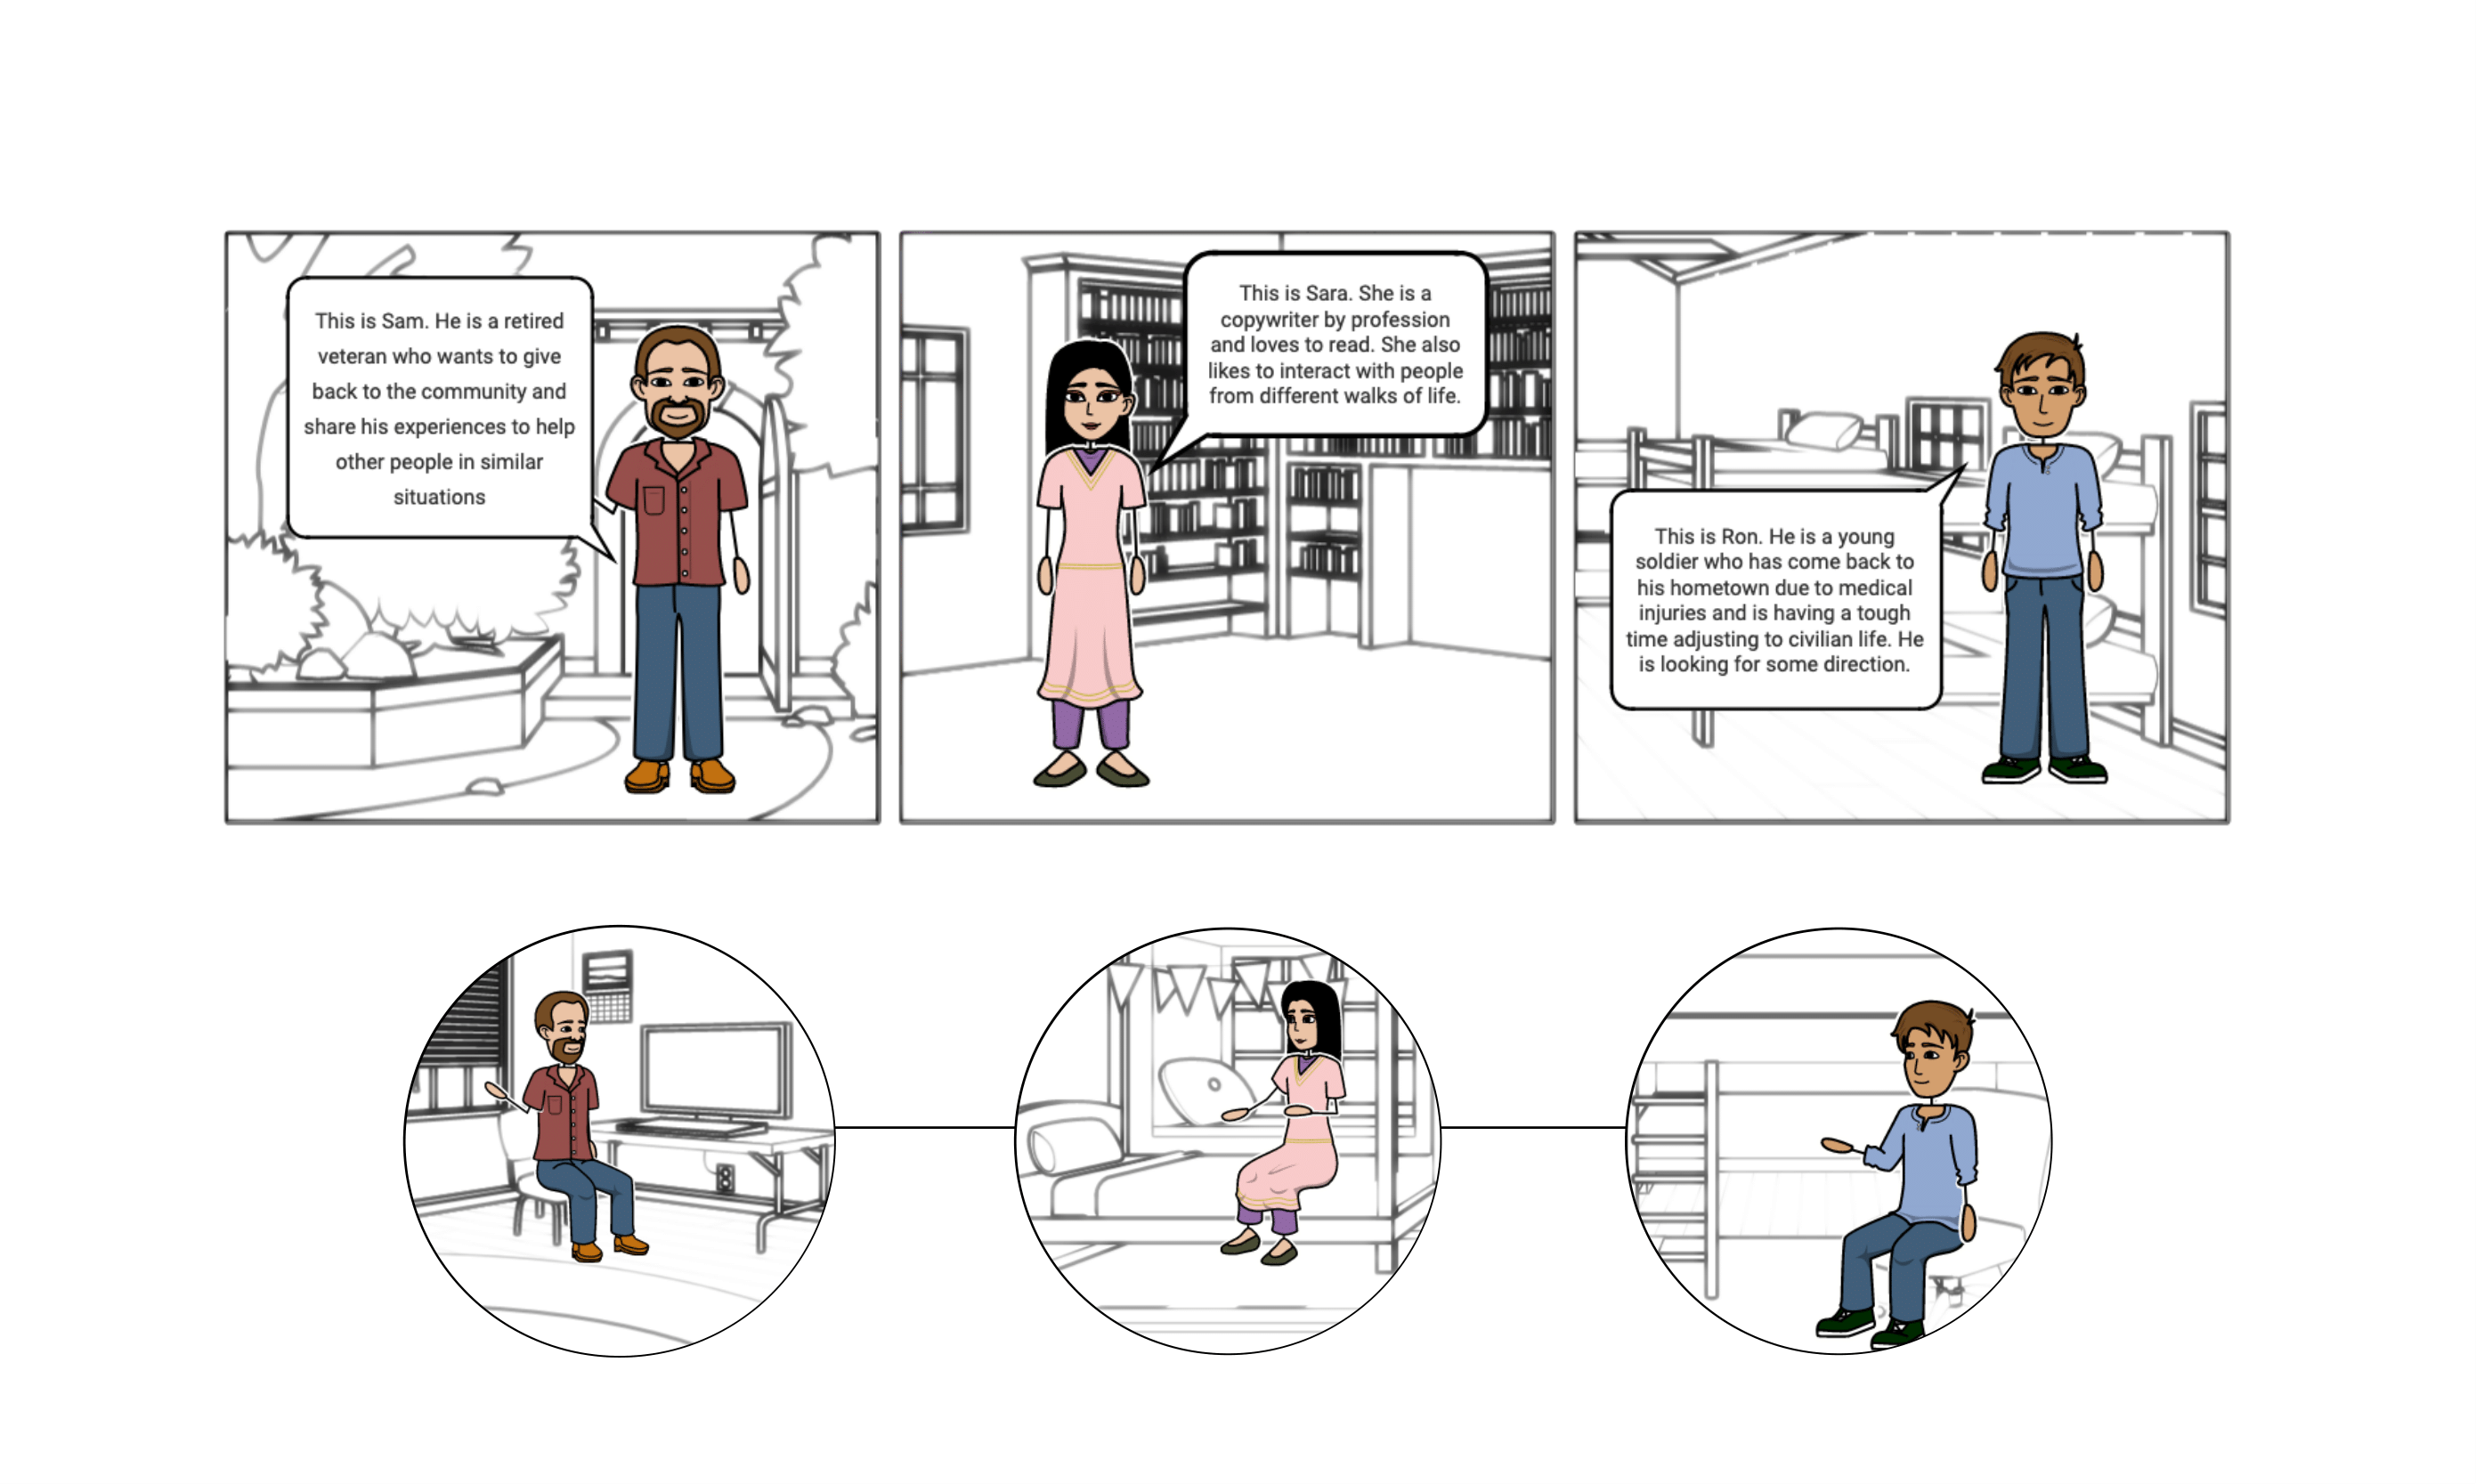 This is Sam. He is a retired
veteran who wants to give
back to the community and
share his experiences to help
other people in similar
situations
This is Sara. She is a
copywriter by profession
and loves to read. She also
likes to interact with people
from different walks of life.
This is Ron. He is a young
soldier who has come back to
his hometown due to medical
injuries and is having a tough
time adjusting to civilian life. He
is looking for some direction.